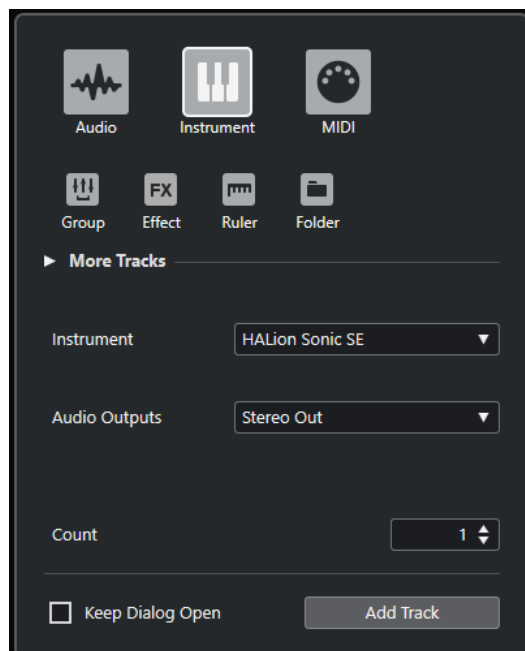 Audio Instrument MIDI
FX
Group Effect Ruler Folder
More Tracks
Instrument HALion Sonic SE
Audio Outputs Stereo Out
Count 1
Keep Dialog Open Add Track